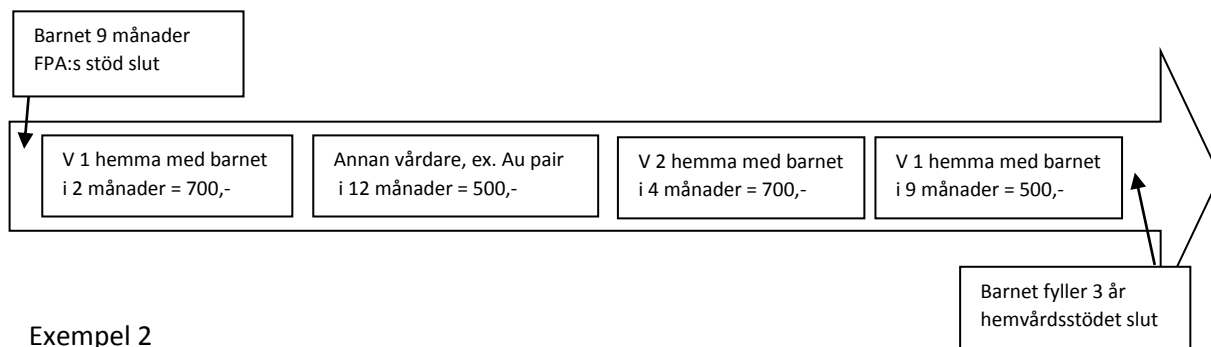 Barnet 9 månader
FPA:s stöd slut
V 1 hemma med barnet
i 2 månader = 700,-
Annan vårdare, ex. Au pair
i 12 månader = 500,-
V 2 hemma med barnet
i 4 månader = 700,-
V 1 hemma med barnet
i 9 månader = 500,-
Barnet fyller 3 år
hemvårdsstödet slut
Exempel 2